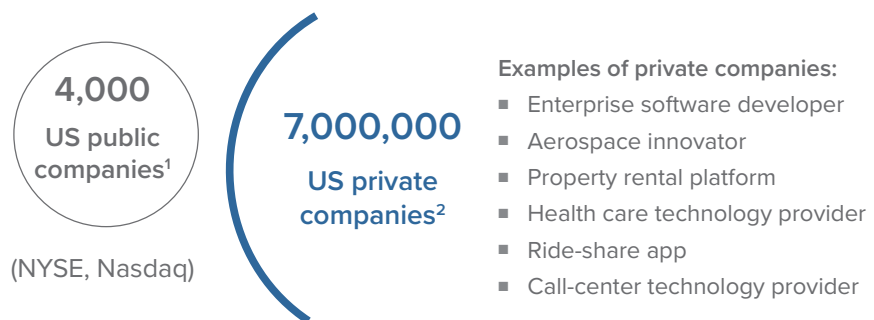 4,000
US public
companies¹
(NYSE, Nasdaq)
7,000,000
US private
companies²
Examples of private companies:
■ Enterprise software developer
■ Aerospace innovator
■ Property rental platform
■ Health care technology provider
■ Ride-share app
■ Call-center technology provider